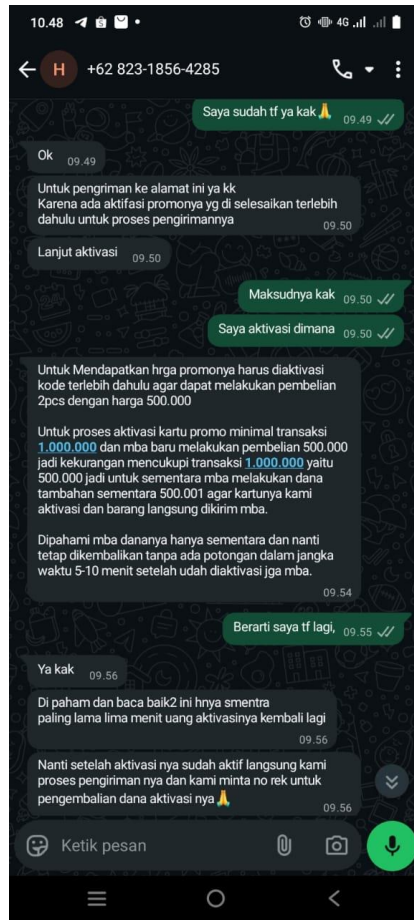 10.48
4G
H +62 823-1856-4285
Saya sudah tf ya kak🙏 09.49
Ok 09.49
Untuk pengriman ke alamat ini ya kk
Karena ada aktifasi promonya yg di selesaikan terlebih
dahulu untuk proses pengirimannya
09.50
Lanjut aktivasi 09.50
Maksudnya kak 09.50
Saya aktivasi dimana 09.50
Untuk Mendapatkan hrga promonya harus diaktivasi
kode terlebih dahulu agar dapat melakukan pembelian
2pcs dengan harga 500.000
Untuk proses aktivasi kartu promo minimal transaksi
1.000.000 dan mba baru melakukan pembelian 500.000
jadi kekurangan mencukupi transaksi 1.000.000 yaitu
500.000 jadi untuk sementara mba melakukan dana
tambahan sementara 500.001 agar kartunya kami
aktivasi dan barang langsung dikirim mba.
Dipahami mba dananya hanya sementara dan nanti
tetap dikembalikan tanpa ada potongan dalam jangka
waktu 5-10 menit setelah udah diaktivasi jga mba.
09.54
Berarti saya tf lagi, 09.55
Ya kak 09.56
Di paham dan baca baik2 ini hnya smentra
paling lama lima menit uang aktivasinya kembali lagi
09.56
Nanti setelah aktivasi nya sudah aktif langsung kami
proses pengiriman nya dan kami minta no rek untuk
pengembalian dana aktivasi nya🙏
09.56
Ketik pesan